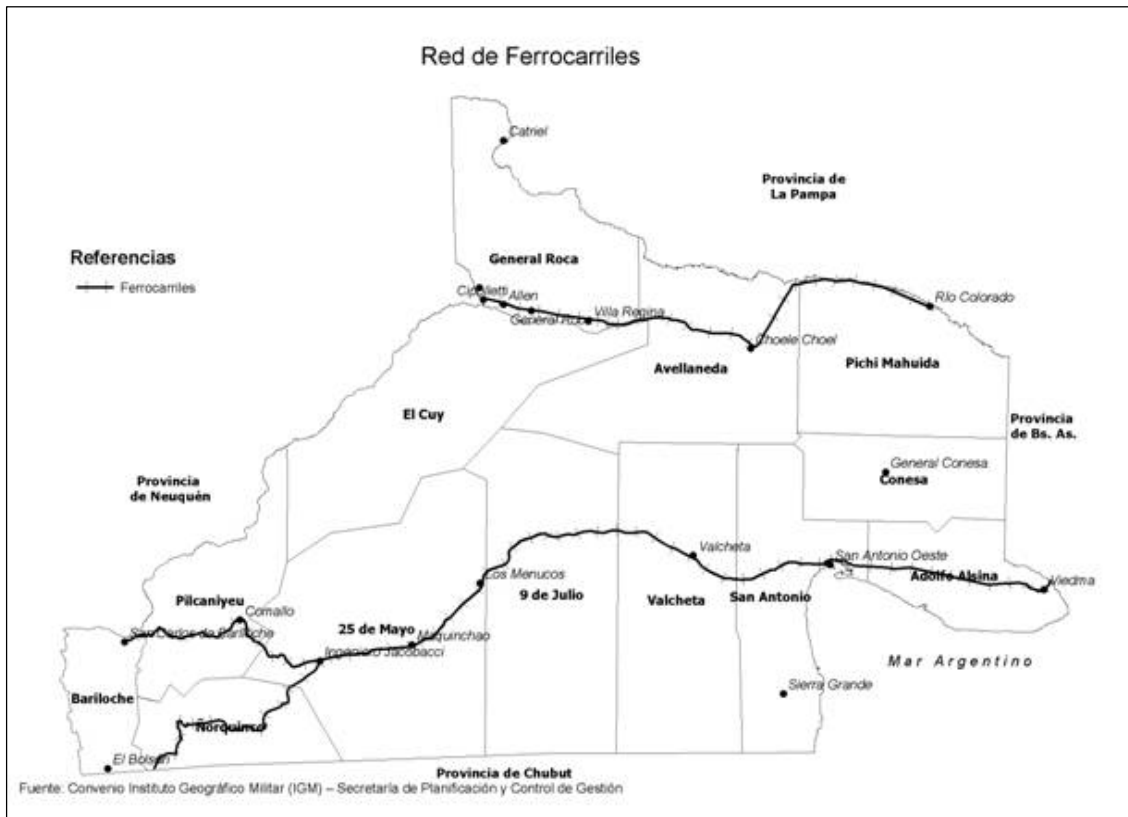 Red de Ferrocarriles
Catriel
Provincia de
La Pampa
Referencias
Ferrocarriles
General Roca
Cipolletti
Allen
General Roca
Villa Regina
Río Colorado
Choele Choel
Avellaneda
Pichi Mahuida
El Cuy
Provincia
de Bs. As.
General Conesa
Conesa
Provincia
de Neuquén
Valcheta
San Antonio Oeste
Los Menucos
Adolfo Alsina
Viedma
9 de Julio
Valcheta
San Antonio
Pilcaniyeu
Comallo
San Carlos de Bariloche
25 de Mayo
Maquinchao
Ingeniero Jacobacci
Mar Argentino
Bariloche
Sierra Grande
Ñorquinco
El Bolsón
Provincia de Chubut
Fuente: Convenio Instituto Geográfico Militar (IGM) – Secretaría de Planificación y Control de Gestión